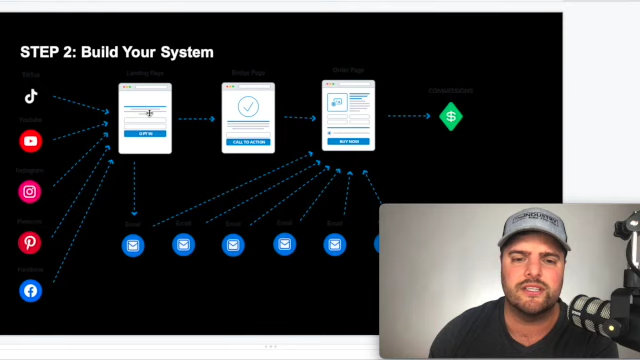 STEP 2: Build Your System
TikTok
Landing Page
Bridge Page
Order Page
COMMISSIONS
Youtube
OPT IN
CALL TO ACTION
BUY NOW
Instagram
Pinterest
Email
Email
Email
Email
Email
Facebook
INDUSTRY